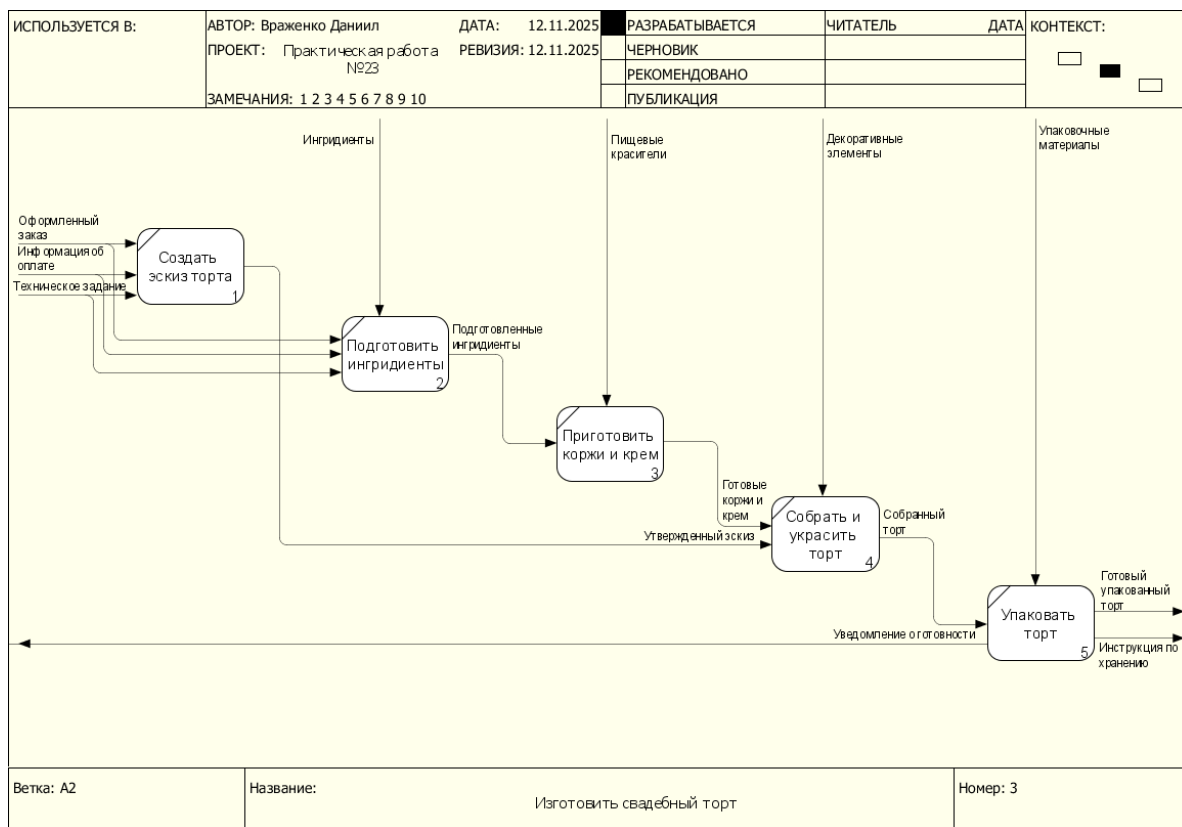 ИСПОЛЬЗУЕТСЯ В:
АВТОР: Враженко Даниил
ДАТА: 12.11.2025
ПРОЕКТ: Практическая работа
№23
РЕВИЗИЯ: 12.11.2025
ЗАМЕЧАНИЯ: 1 2 3 4 5 6 7 8 9 10
РАЗРАБАТЫВАЕТСЯ
ЧЕРНОВИК
РЕКОМЕНДОВАНО
ПУБЛИКАЦИЯ
ЧИТАТЕЛЬ
ДАТА
КОНТЕКСТ:
Ингридиенты
Пищевые
красители
Декоративные
элементы
Упаковочные
материалы
Оформленный
заказ
Информация об
оплате
Техническое задание
Создать
эскиз торта
1
Подготовить
ингридиенты
2
Подготовленные
ингридиенты
Приготовить
коржи и крем
3
Готовые
коржи и
крем
Утвержденный эскиз
Собрать и
украсить
торт
4
Собранный
торт
Упаковать
торт
5
Готовый
упакованный
торт
Уведомление о готовности
Инструкция по
хранению
Ветка: A2
Название:
Изготовить свадебный торт
Номер: 3